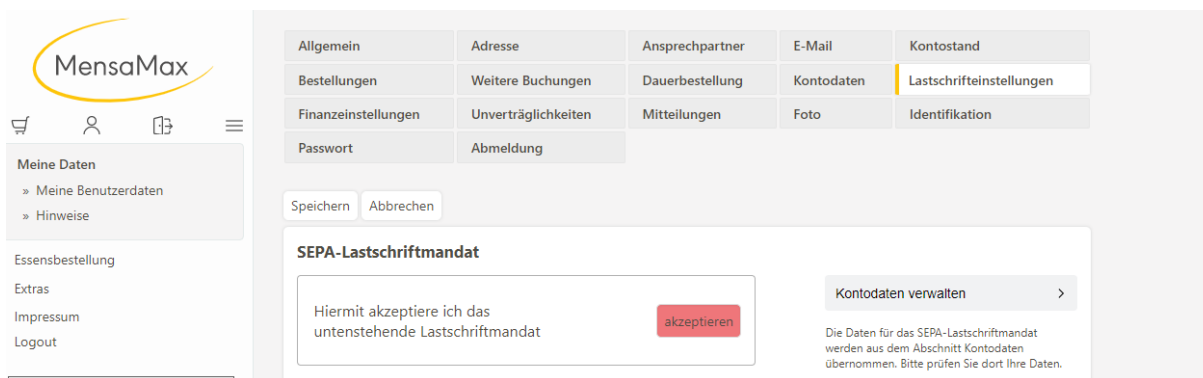 MensaMax
Meine Daten
» Meine Benutzerdaten
» Hinweise
Essensbestellung
Extras
Impressum
Logout
Allgemein Adresse Ansprechpartner E-Mail Kontostand
Bestellungen Weitere Buchungen Dauerbestellung Kontodaten Lastschrifteinstellungen
Finanzeinstellungen Unverträglichkeiten Mitteilungen Foto Identifikation
Passwort Abmeldung
Speichern Abbrechen
SEPA-Lastschriftmandat
Hiermit akzeptiere ich das
untenstehende Lastschriftmandat
akzeptieren
Kontodaten verwalten
Die Daten für das SEPA-Lastschriftmandat
werden aus dem Abschnitt Kontodaten
übernommen. Bitte prüfen Sie dort Ihre Daten.